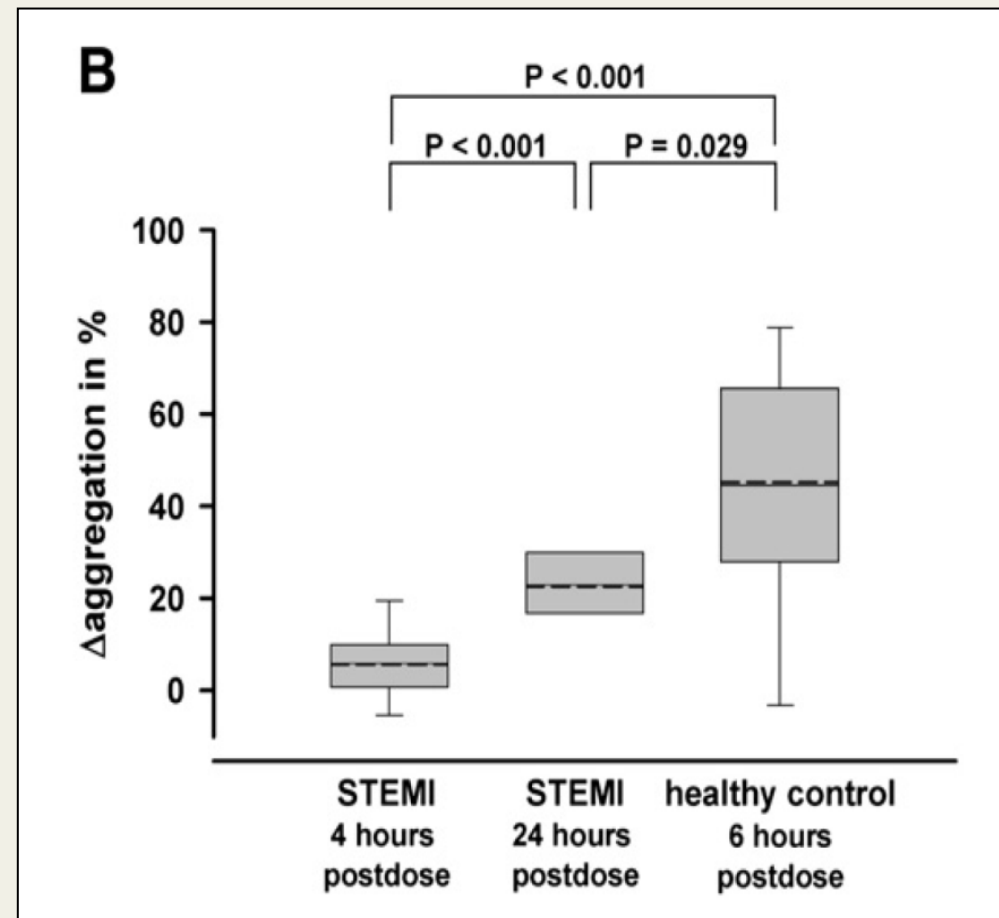 B
P < 0.001
P < 0.001 P = 0.029
Δaggregation in %
100
80
60
40
20
0
STEMI STEMI healthy control
4 hours 24 hours 6 hours
postdose postdose postdose